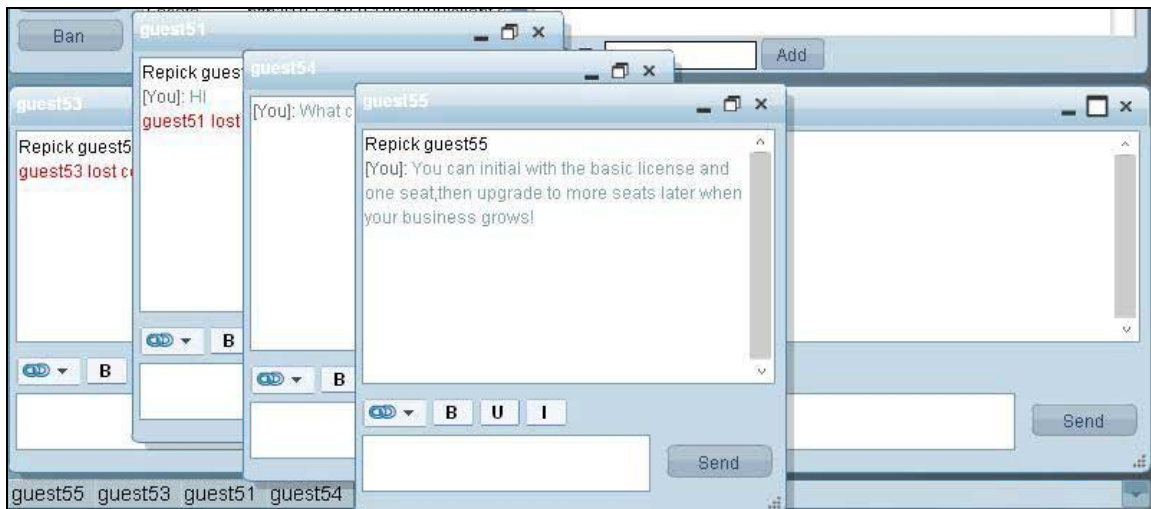 Ban
guest51
Add
guest54
Repick guest
[You]: HI
guest51 lost
guest53
[You]: What c
guest55
Repick guest5
guest53 lost
Repick guest55
[You]: You can initial with the basic license and
one seat,then upgrade to more seats later when
your business grows!
B
B
B
B U I
Send
Send
guest55 guest53 guest51 guest54